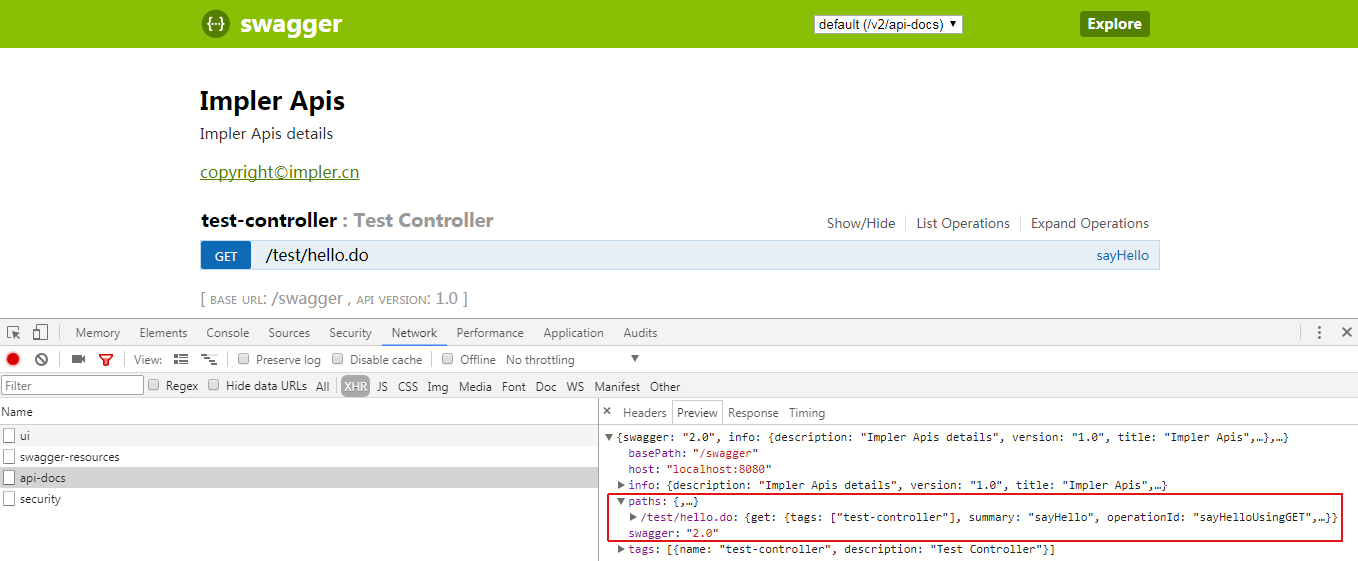 {···} swagger default (/v2/api-docs) ▼ Explore
Impler Apis
Impler Apis details
copyright©impler.cn
test-controller : Test Controller Show/Hide List Operations Expand Operations
GET /test/hello.do sayHello
[ BASE URL: /swagger , API VERSION: 1.0 ]
Memory Elements Console Sources Security Network Performance Application Audits
View: Preserve log Disable cache Offline No throttling ▼
Filter Regex Hide data URLs All XHR JS CSS Img Media Font Doc WS Manifest Other
Name
ui
swagger-resources
api-docs
security
× Headers Preview Response Timing
▼{swagger: "2.0", info: {description: "Impler Apis details", version: "1.0", title: "Impler Apis",…},…}
basePath: "/swagger"
host: "localhost:8080"
▶info: {description: "Impler Apis details", version: "1.0", title: "Impler Apis",…}
▼paths: {,…}
▶/test/hello.do: {get: {tags: ["test-controller"], summary: "sayHello", operationId: "sayHelloUsingGET",…}}
swagger: "2.0"
▶tags: [{name: "test-controller", description: "Test Controller"}]